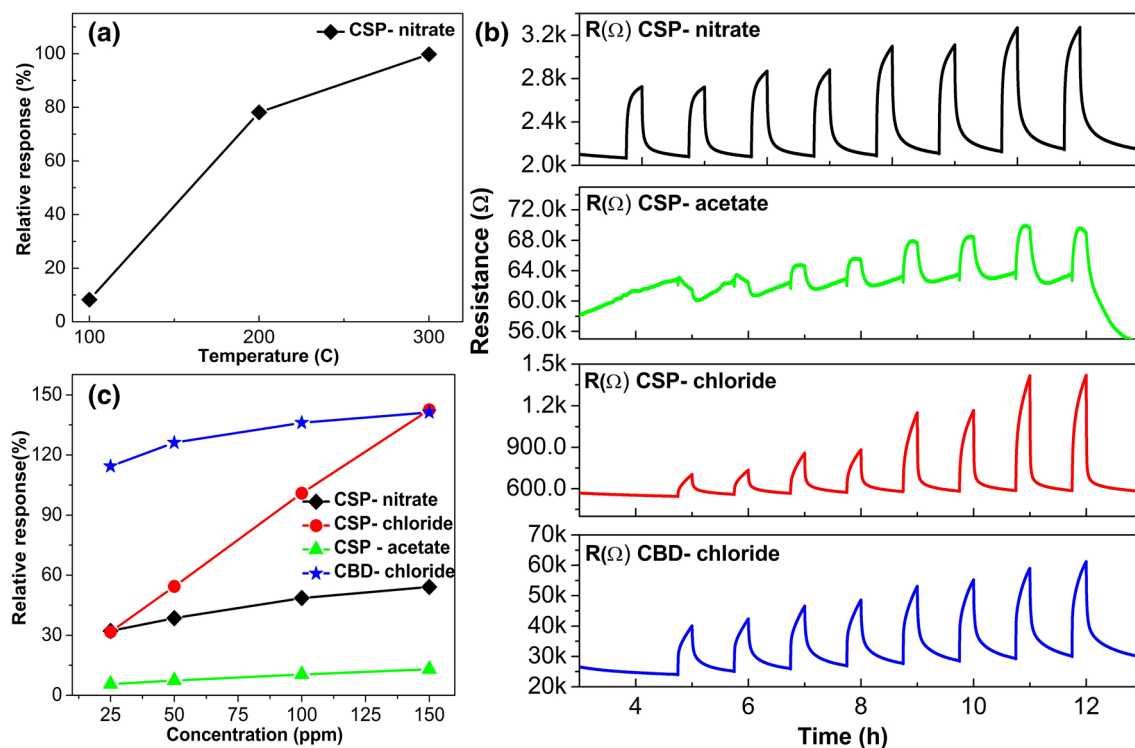 (a)
CSP- nitrate
Relative response (%)
100
80
60
40
20
0
100
200
300
Temperature (C)
(b)
Resistance (Ω)
R(Ω) CSP- nitrate
3.2k
2.8k
2.4k
2.0k
R(Ω) CSP- acetate
72.0k
68.0k
64.0k
60.0k
56.0k
R(Ω) CSP- chloride
1.5k
1.2k
900.0
600.0
R(Ω) CBD- chloride
70k
60k
50k
40k
30k
20k
4
6
8
10
12
Time (h)
(c)
Relative response(%)
150
120
90
60
30
0
CSP- nitrate
CSP- chloride
CSP - acetate
CBD- chloride
25
50
75
100
125
150
Concentration (ppm)